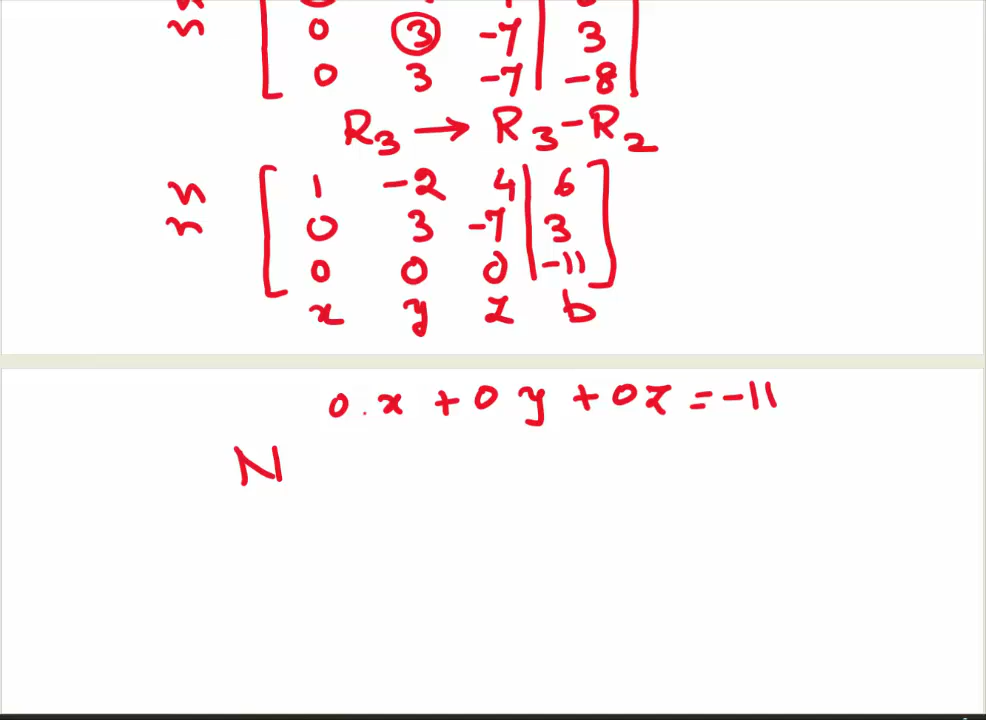 0 3 -7 | 3
0 3 -7 | -8
R3 → R3 - R2
≈ [ 1 -2 4 | 6 ]
0 3 -7 | 3
0 0 0 | -11
x y z b
0.x + 0y + 0z = -11
N